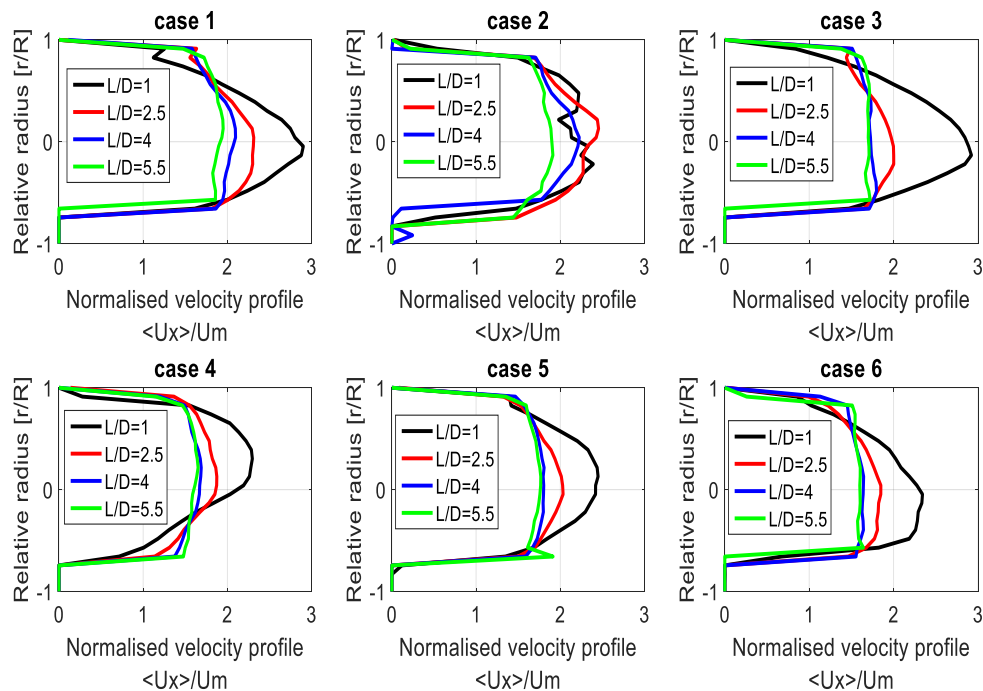 case 1
Relative radius [r/R]
1
0
-1
L/D=1
L/D=2.5
L/D=4
L/D=5.5
0 1 2 3
Normalised velocity profile
<Ux>/Um
case 2
Relative radius [r/R]
1
0
-1
L/D=1
L/D=2.5
L/D=4
L/D=5.5
0 1 2 3
Normalised velocity profile
<Ux>/Um
case 3
Relative radius [r/R]
1
0
-1
L/D=1
L/D=2.5
L/D=4
L/D=5.5
0 1 2 3
Normalised velocity profile
<Ux>/Um
case 4
Relative radius [r/R]
1
0
-1
L/D=1
L/D=2.5
L/D=4
L/D=5.5
0 1 2 3
Normalised velocity profile
<Ux>/Um
case 5
Relative radius [r/R]
1
0
-1
L/D=1
L/D=2.5
L/D=4
L/D=5.5
0 1 2 3
Normalised velocity profile
<Ux>/Um
case 6
Relative radius [r/R]
1
0
-1
L/D=1
L/D=2.5
L/D=4
L/D=5.5
0 1 2 3
Normalised velocity profile
<Ux>/Um